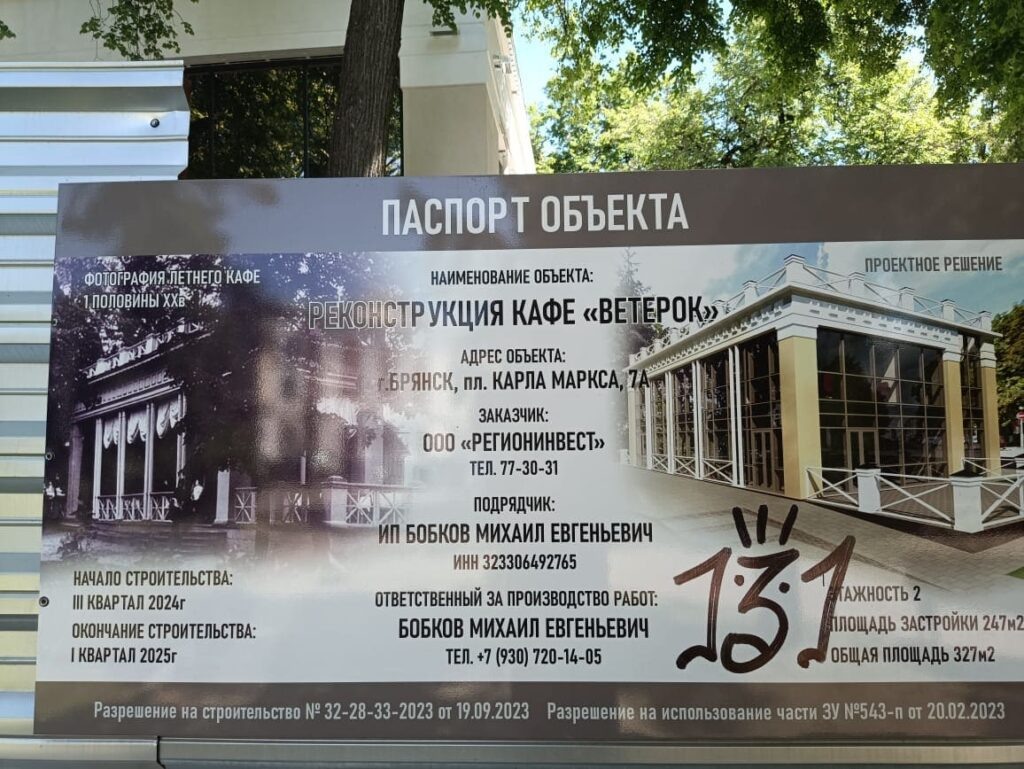 ПАСПОРТ ОБЪЕКТА
ФОТОГРАФИЯ ЛЕТНЕГО КАФЕ
1 ПОЛОВИНЫ ХХв
НАИМЕНОВАНИЕ ОБЪЕКТА:
РЕКОНСТРУКЦИЯ КАФЕ «ВЕТЕРОК»
ПРОЕКТНОЕ РЕШЕНИЕ
АДРЕС ОБЪЕКТА:
г.БРЯНСК, пл. КАРЛА МАРКСА, 7А
ЗАКАЗЧИК:
ООО «РЕГИОНИНВЕСТ»
ТЕЛ. 77-30-31
ПОДРЯДЧИК:
ИП БОБКОВ МИХАИЛ ЕВГЕНЬЕВИЧ
ИНН 323306492765
НАЧАЛО СТРОИТЕЛЬСТВА:
III КВАРТАЛ 2024г
ОКОНЧАНИЕ СТРОИТЕЛЬСТВА:
I КВАРТАЛ 2025г
ОТВЕТСТВЕННЫЙ ЗА ПРОИЗВОДСТВО РАБОТ:
БОБКОВ МИХАИЛ ЕВГЕНЬЕВИЧ
ТЕЛ. +7 (930) 720-14-05
1.3.1
ЭТАЖНОСТЬ 2
ПЛОЩАДЬ ЗАСТРОЙКИ 247м2
ОБЩАЯ ПЛОЩАДЬ 327м2
Разрешение на строительство № 32-28-33-2023 от 19.09.2023 Разрешение на использование части ЗУ №543-п от 20.02.2023